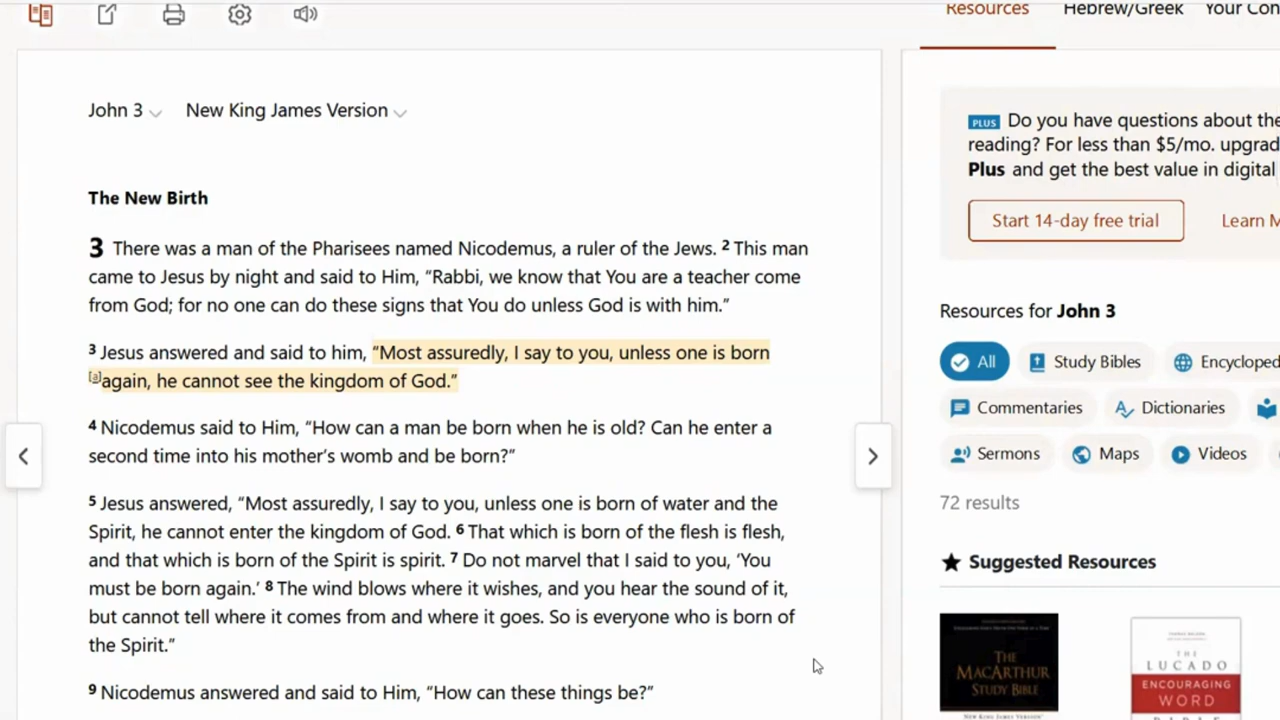 Resources Hebrew/Greek Your Con
John 3 New King James Version
The New Birth
3 There was a man of the Pharisees named Nicodemus, a ruler of the Jews. 2 This man
came to Jesus by night and said to Him, “Rabbi, we know that You are a teacher come
from God; for no one can do these signs that You do unless God is with him.”
3 Jesus answered and said to him, “Most assuredly, I say to you, unless one is born
[a]again, he cannot see the kingdom of God.”
4 Nicodemus said to Him, “How can a man be born when he is old? Can he enter a
second time into his mother’s womb and be born?”
5 Jesus answered, “Most assuredly, I say to you, unless one is born of water and the
Spirit, he cannot enter the kingdom of God. 6 That which is born of the flesh is flesh,
and that which is born of the Spirit is spirit. 7 Do not marvel that I said to you, ‘You
must be born again.’ 8 The wind blows where it wishes, and you hear the sound of it,
but cannot tell where it comes from and where it goes. So is everyone who is born of
the Spirit.”
9 Nicodemus answered and said to Him, “How can these things be?”
PLUS Do you have questions about the
reading? For less than $5/mo. upgrad
Plus and get the best value in digital
Start 14-day free trial Learn M
Resources for John 3
All Study Bibles Encycloped
Commentaries Dictionaries
Sermons Maps Videos
72 results
Suggested Resources
THE
MACARTHUR
STUDY BIBLE
NEW KING JAMES VERSION
THE
LUCADO
ENCOURAGING
WORD